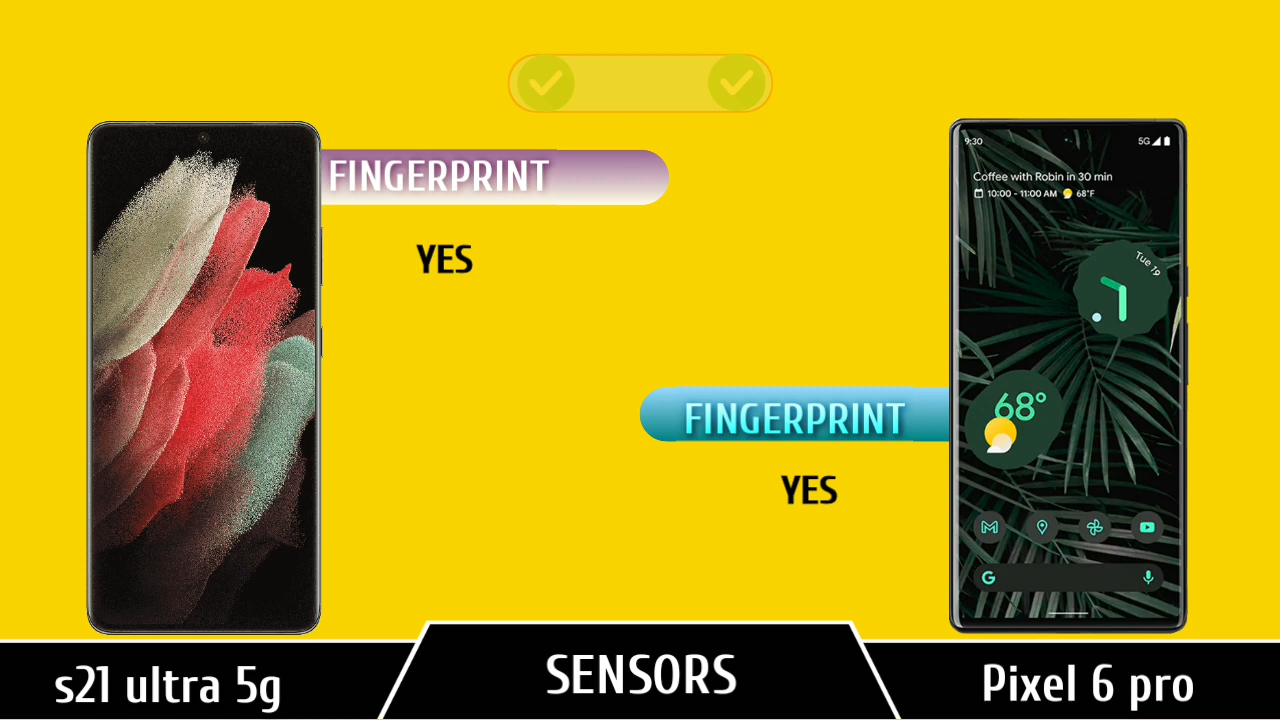 FINGERPRINT
YES
FINGERPRINT
YES
9:30
5G
Coffee with Robin in 30 min
10:00 - 11:00 AM 68°F
Tue 19
68°
G
s21 ultra 5g
SENSORS
Pixel 6 pro